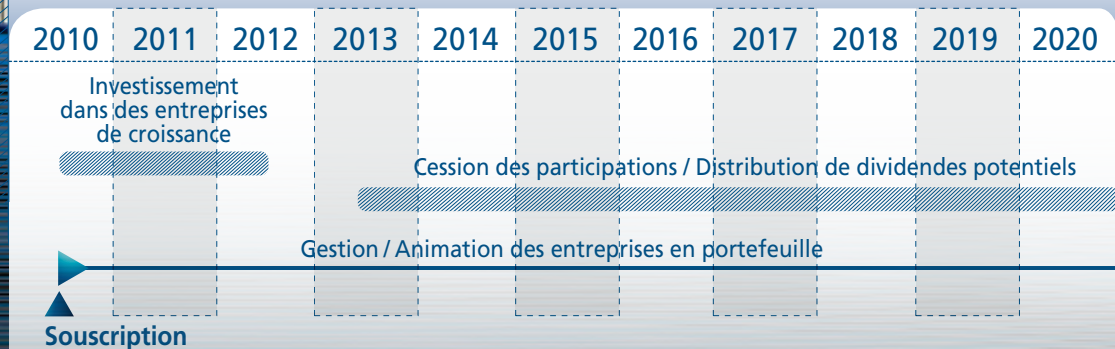 2010 2011 2012 2013 2014 2015 2016 2017 2018 2019 2020
Investissement
dans des entreprises
de croissance
Cession des participations / Distribution de dividendes potentiels
Gestion / Animation des entreprises en portefeuille
Souscription